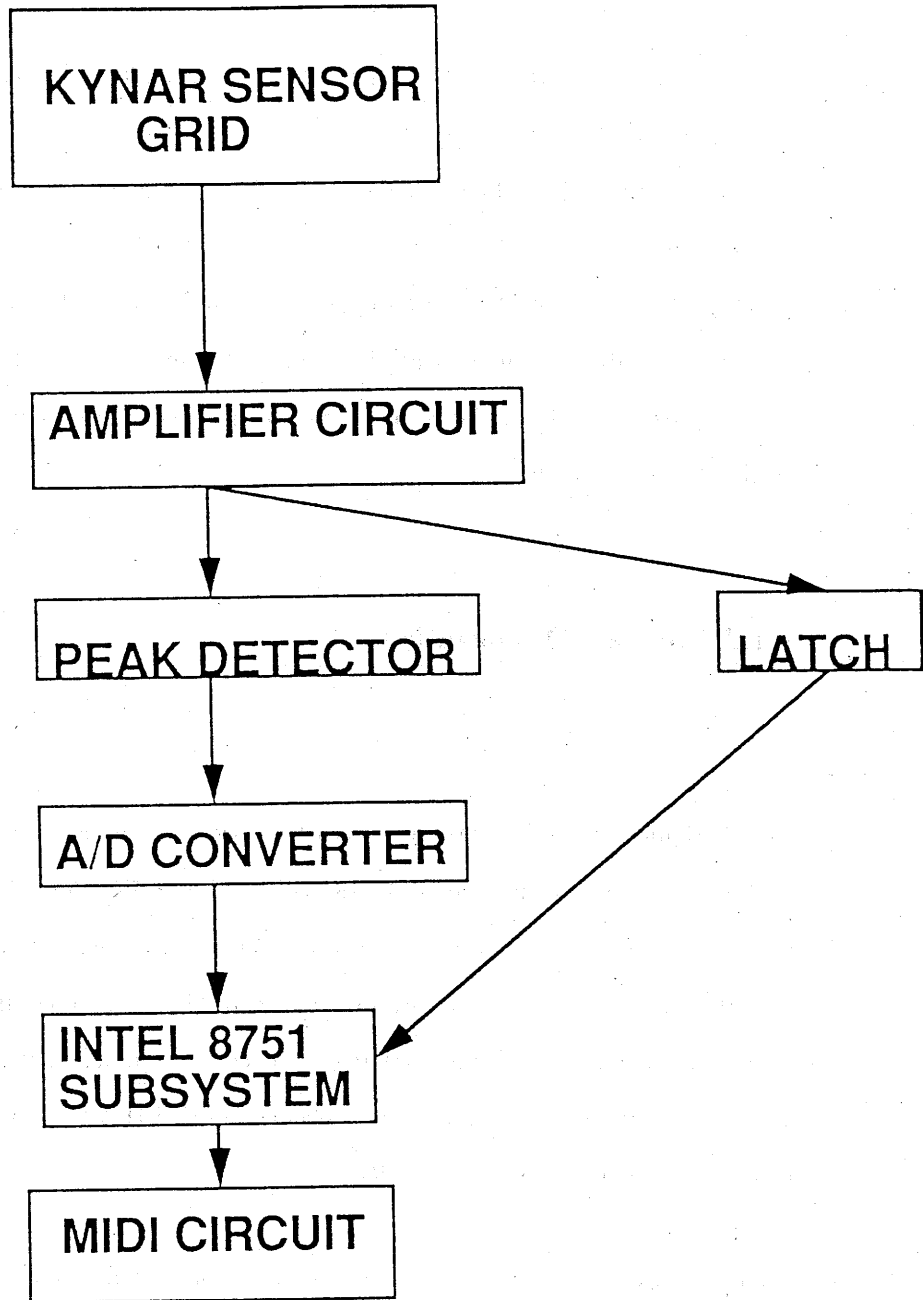 KYNAR SENSOR
GRID
AMPLIFIER CIRCUIT
PEAK DETECTOR
LATCH
A/D CONVERTER
INTEL 8751
SUBSYSTEM
MIDI CIRCUIT